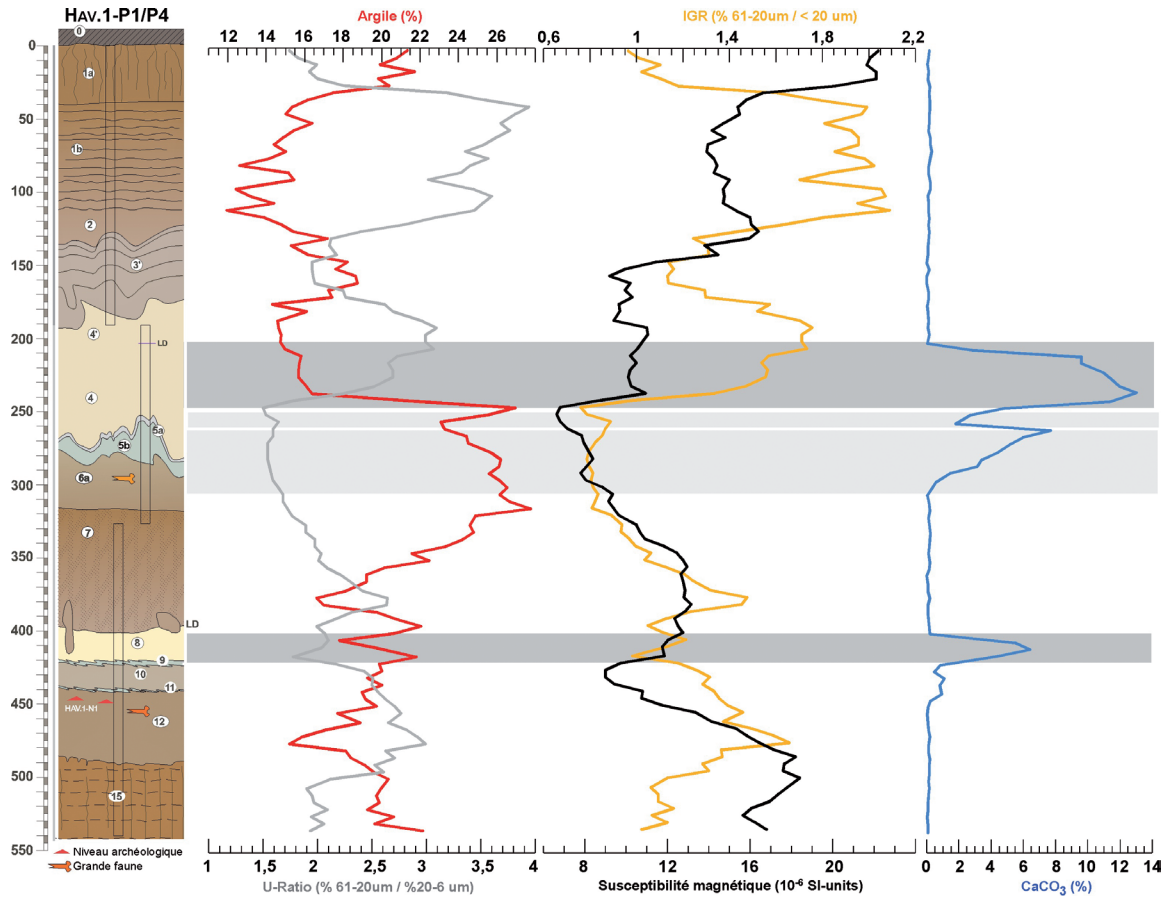 HAV.1-P1/P4
Argile (%)
IGR (% 61-20um / < 20 um)
12 14 16 18 20 22 24 26
0,6 1 1,4 1,8 2,2
0
50
100
150
200
250
300
350
400
450
500
550
0
1a
1b
2
3'
4'
LD
4
5a
5b
6a
7
LD
8
9
10
11
HAV.1-N1
12
15
Niveau archéologique
Grande faune
1 1,5 2 2,5 3 3,5 4
U-Ratio (% 61-20um / %20-6 um)
8 12 16 20
Susceptibilité magnétique (10-6 SI-units)
0 2 4 6 8 10 12 14
CaCO3 (%)